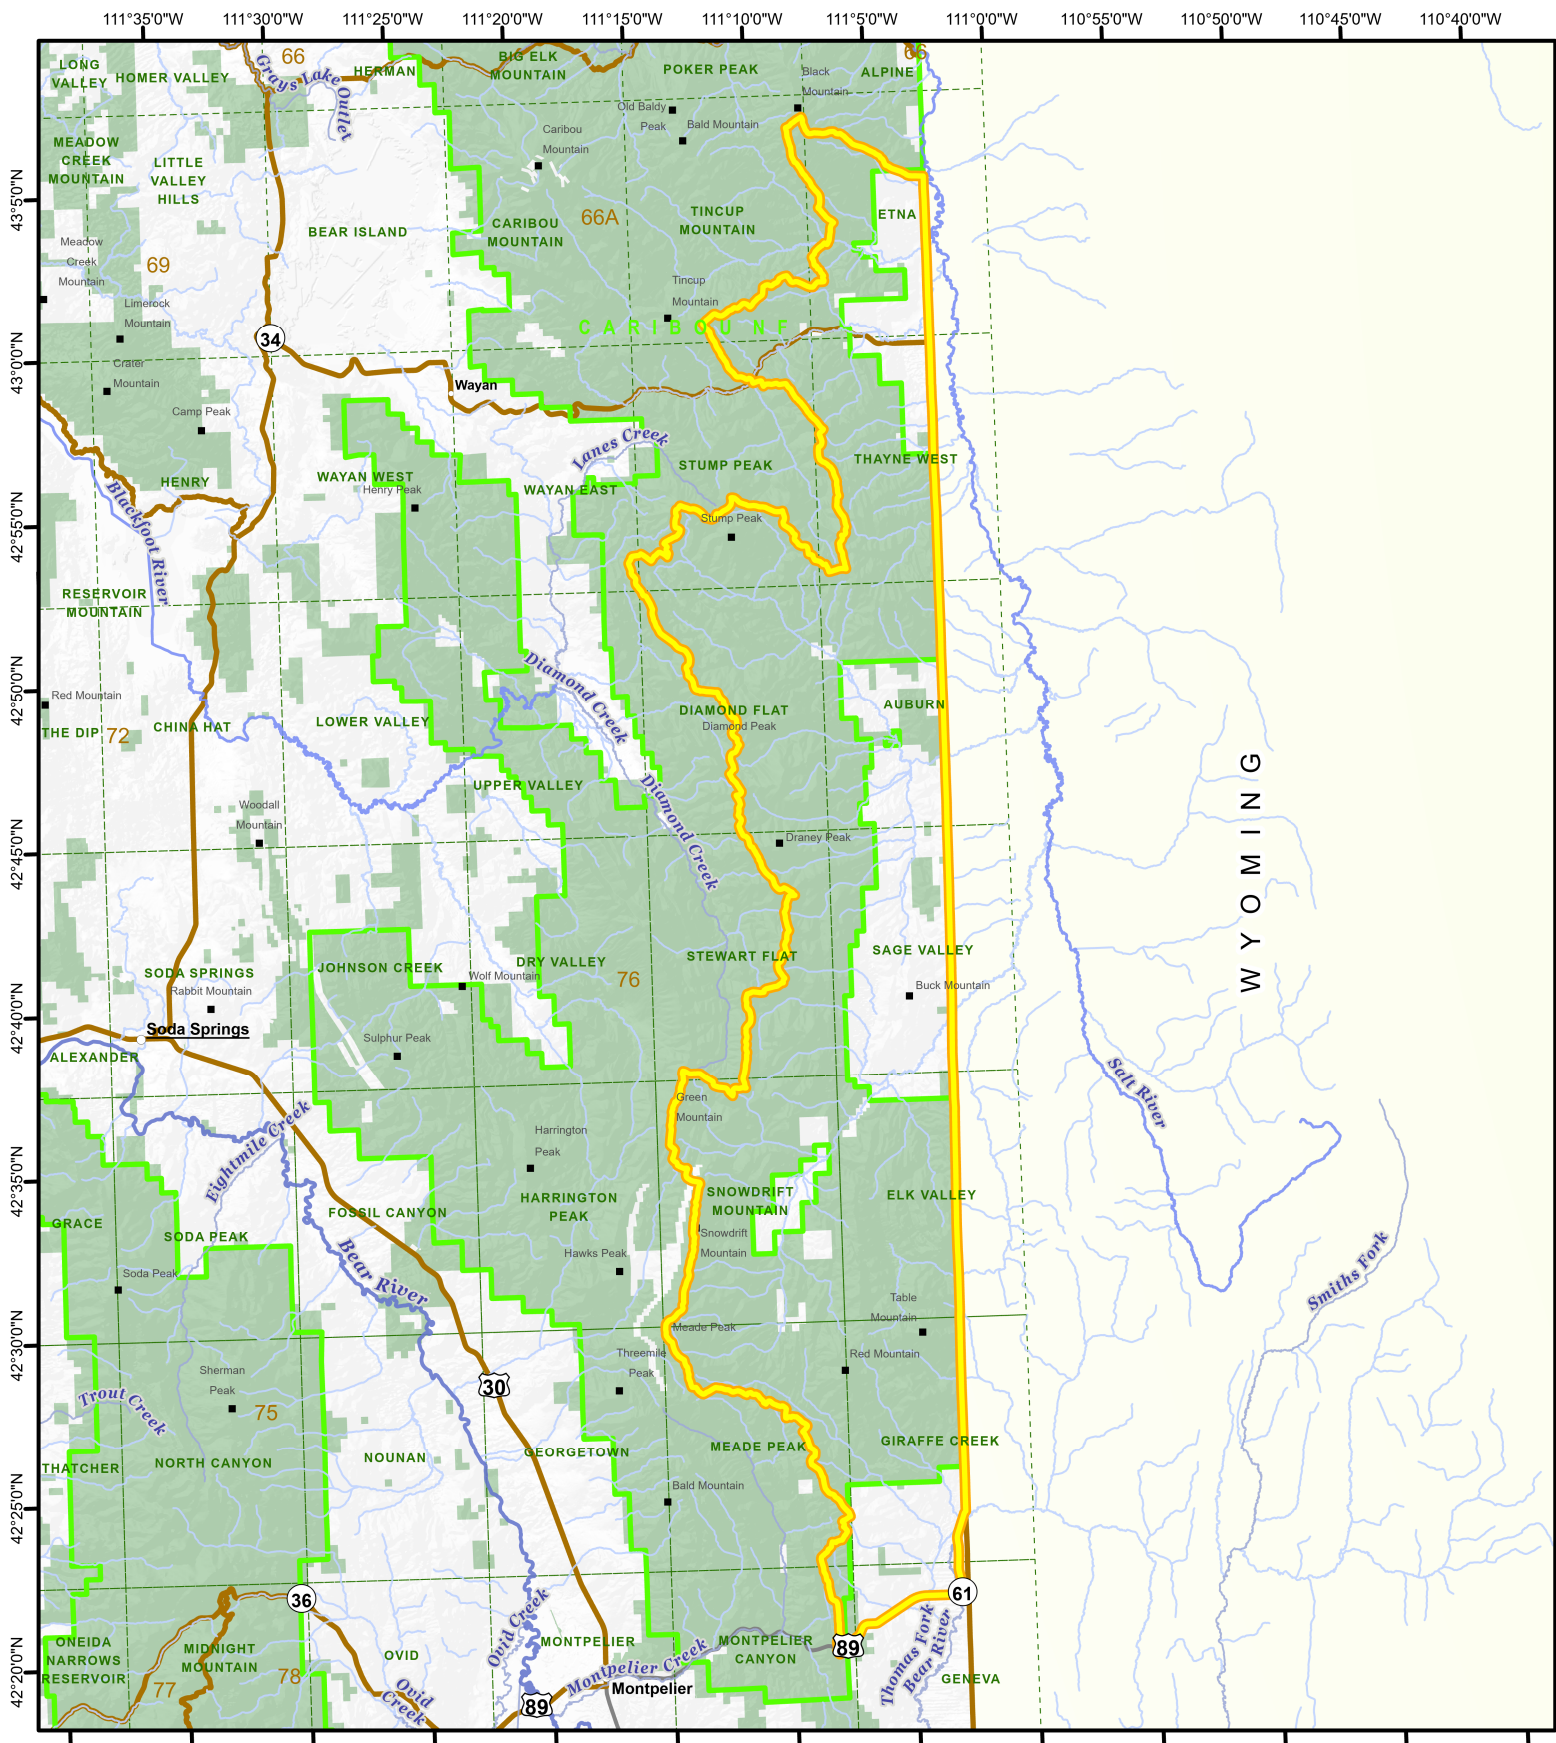 111°35'0"W 111°30'0"W 111°25'0"W 111°20'0"W 111°15'0"W 111°10'0"W 111°5'0"W 111°0'0"W 110°55'0"W 110°50'0"W 110°45'0"W 110°40'0"W
43°5'0"N
43°0'0"N
42°55'0"N
42°50'0"N
42°45'0"N
42°40'0"N
42°35'0"N
42°30'0"N
42°25'0"N
42°20'0"N
LONG
VALLEY
HOMER VALLEY
66
Grays Lake Outlet
HERMAN
BIG ELK
MOUNTAIN
POKER PEAK
66
ALPINE
Black
Mountain
Old Baldy
Peak
Bald Mountain
Caribou
Mountain
MEADOW
CREEK
MOUNTAIN
LITTLE
VALLEY
HILLS
BEAR ISLAND
CARIBOU
MOUNTAIN
66A
TINCUP
MOUNTAIN
ETNA
Meadow
Creek
Mountain
69
Limerock
Mountain
Tincup
Mountain
CARIBOU NF
34
Crater
Mountain
Wayan
Camp Peak
Lanes Creek
HENRY
WAYAN WEST
Henry Peak
WAYAN EAST
STUMP PEAK
THAYNE WEST
Blackfoot River
Stump Peak
RESERVOIR
MOUNTAIN
Diamond Creek
Red Mountain
THE DIP
72
CHINA HAT
LOWER VALLEY
DIAMOND FLAT
Diamond Peak
AUBURN
UPPER VALLEY
Diamond Creek
Woodall
Mountain
Draney Peak
WYOMING
SODA SPRINGS
Rabbit Mountain
JOHNSON CREEK
Wolf Mountain
DRY VALLEY
76
STEWART FLAT
SAGE VALLEY
Buck Mountain
Soda Springs
Sulphur Peak
ALEXANDER
Green
Mountain
Salt River
Eightmile Creek
Harrington
Peak
HARRINGTON
PEAK
SNOWDRIFT
MOUNTAIN
Snowdrift
Mountain
ELK VALLEY
GRACE
SODA PEAK
FOSSIL CANYON
Bear River
Hawks Peak
Soda Peak
Smiths Fork
Table
Mountain
Meade Peak
Threemile
Peak
Red Mountain
Sherman
Peak
30
Trout Creek
75
THATCHER
NORTH CANYON
NOUNAN
GEORGETOWN
MEADE PEAK
GIRAFFE CREEK
Bald Mountain
36
61
Ovid Creek
ONEIDA
NARROWS
RESERVOIR
MIDNIGHT
MOUNTAIN
OVID
MONTPELIER
MONTPELIER
CANYON
89
Thomas Fork
Bear River
GENEVA
77
78
Ovid
Creek
89
Montpelier Creek
Montpelier